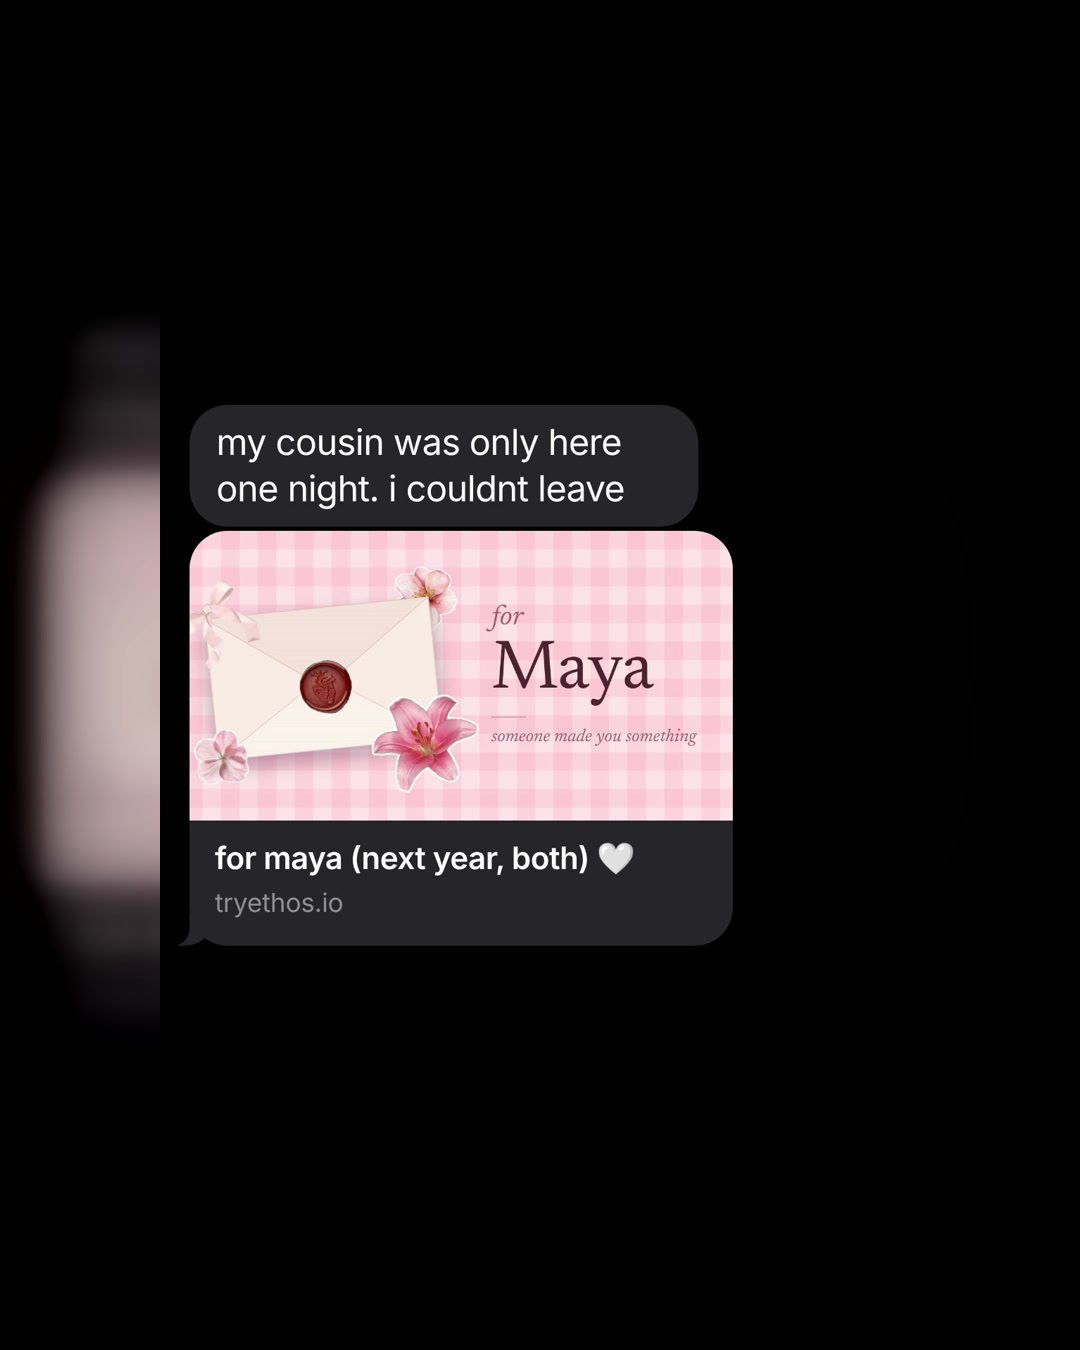 my cousin was only here
one night. i couldnt leave
for
Maya
someone made you something
for maya (next year, both) 🤍
tryethos.io